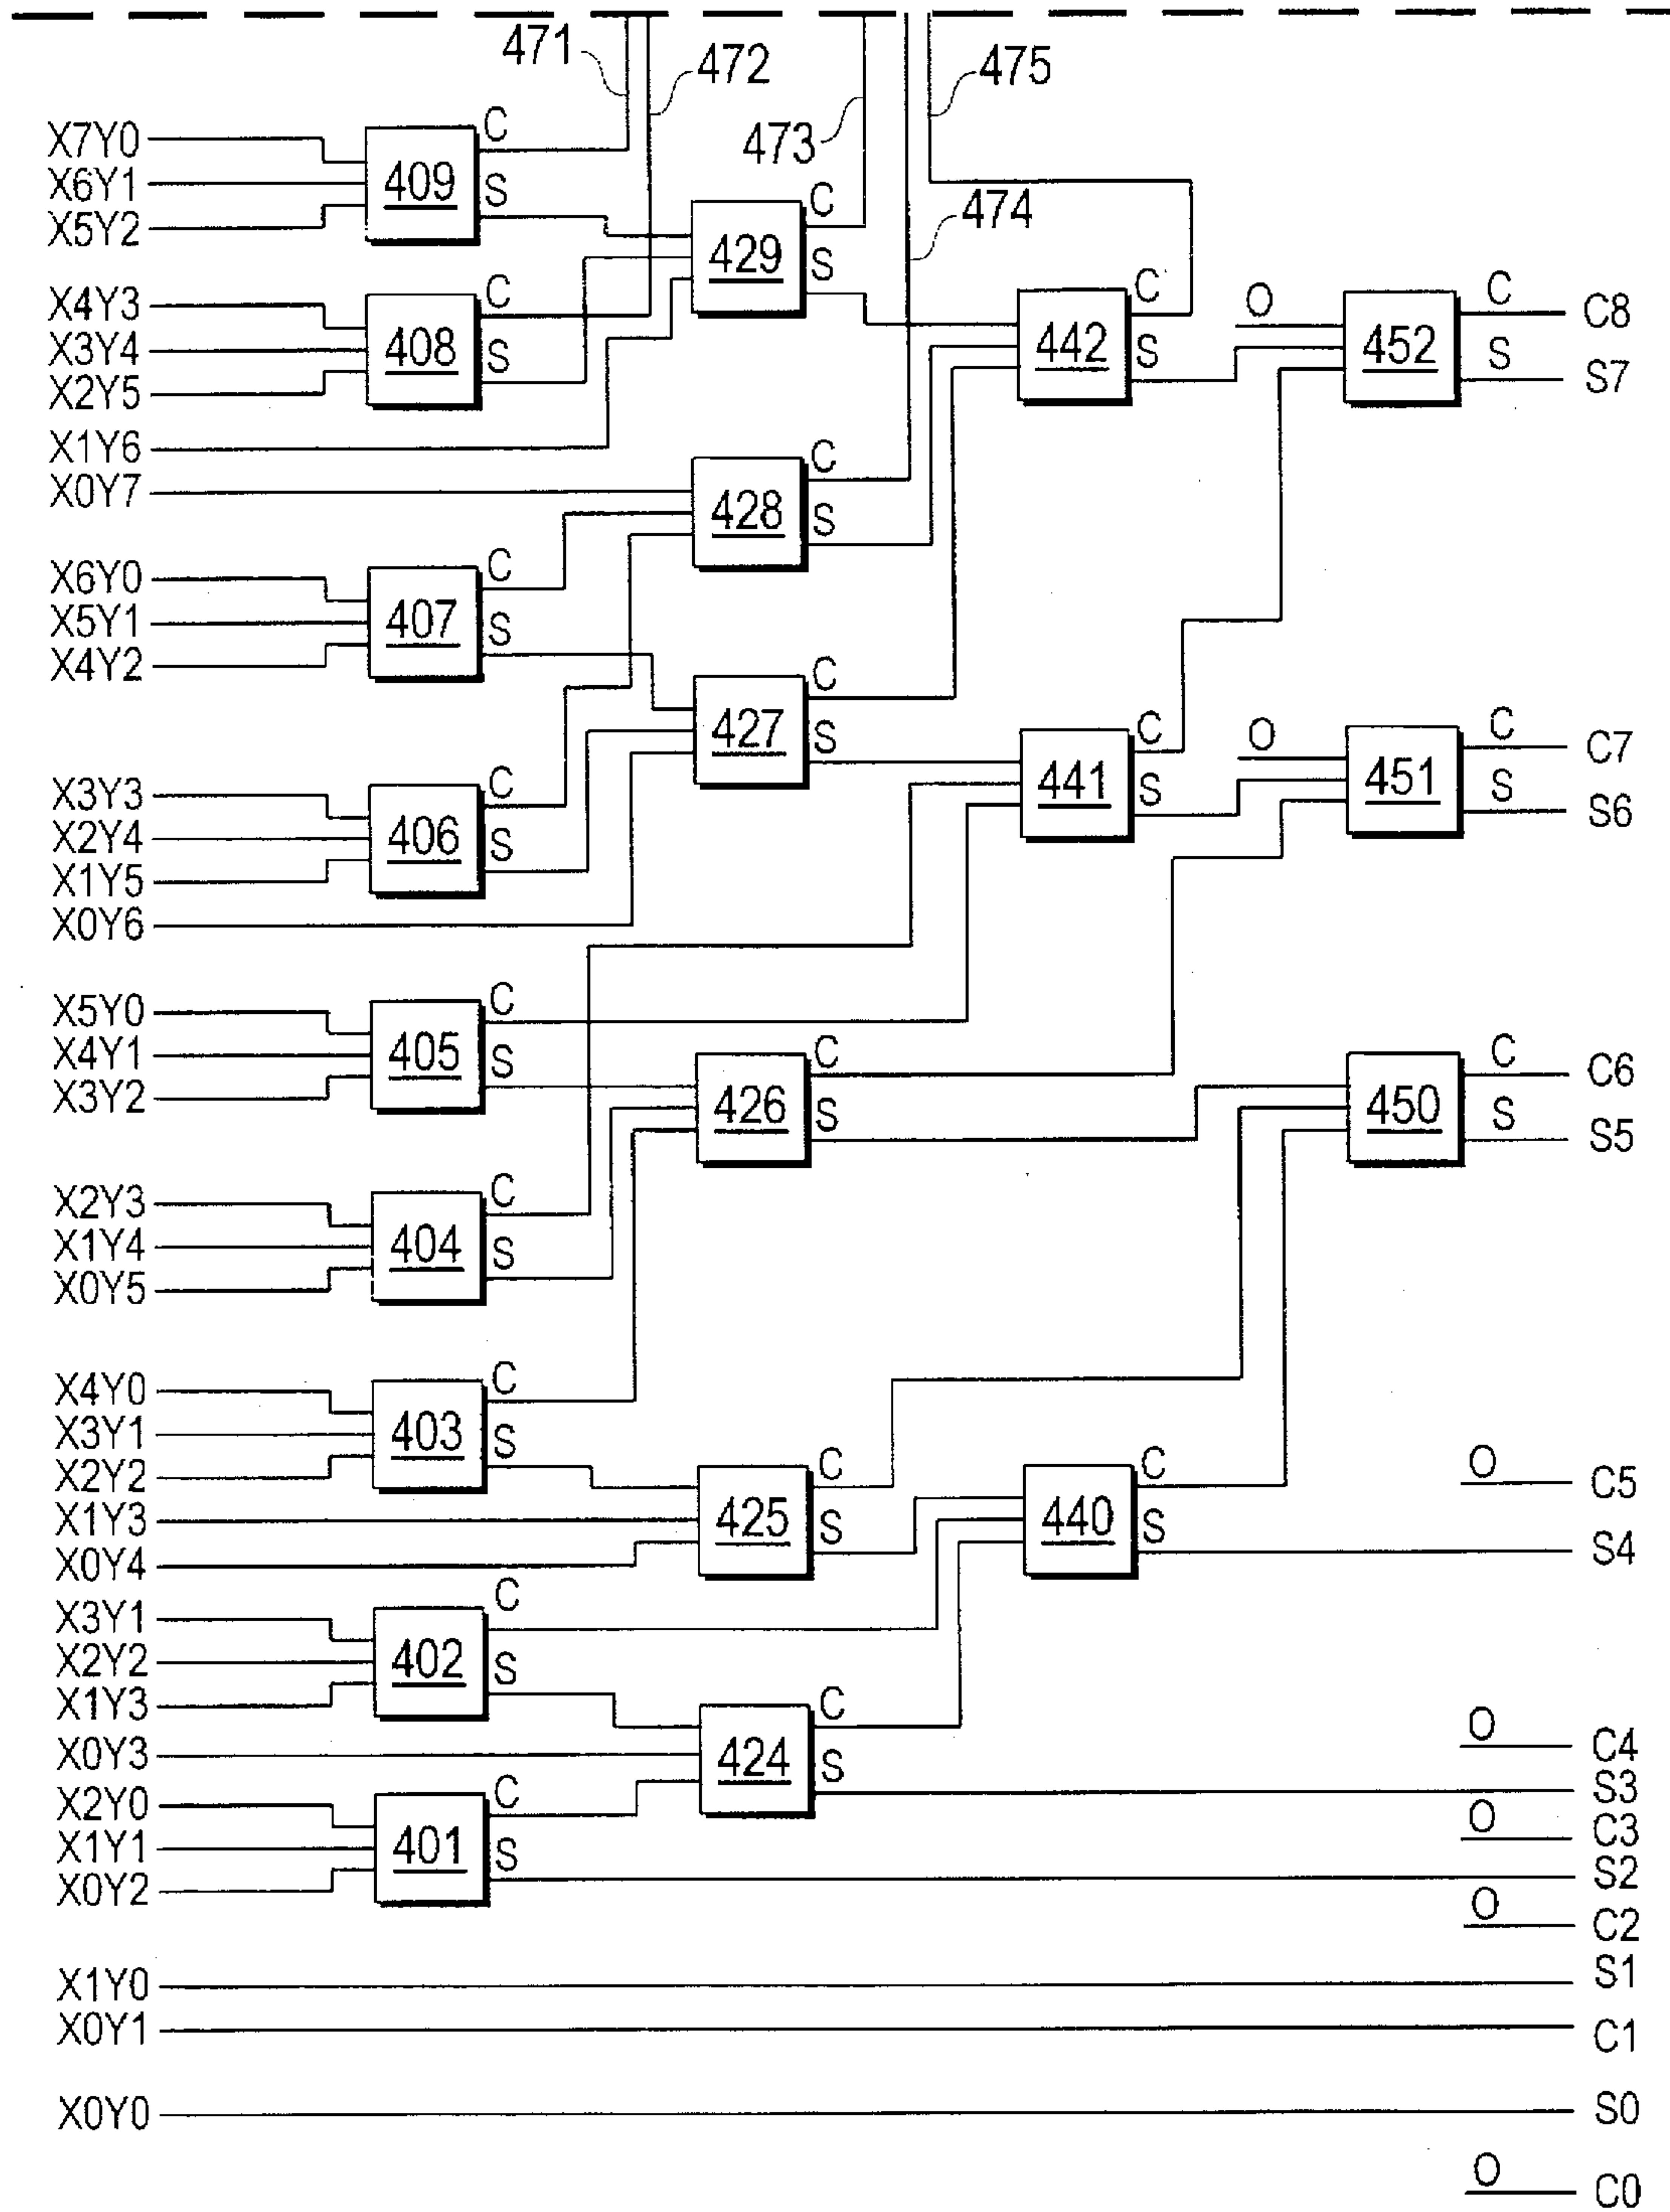 471
472
473
475
X7Y0
X6Y1
X5Y2
409
C
S
474
429
C
S
X4Y3
X3Y4
X2Y5
408
C
S
442
C
S
O
452
C
S
C8
S7
X1Y6
X0Y7
428
C
S
X6Y0
X5Y1
X4Y2
407
C
S
427
C
S
441
C
S
O
451
C
S
C7
S6
X3Y3
X2Y4
X1Y5
406
C
S
X0Y6
X5Y0
X4Y1
X3Y2
405
C
S
426
C
S
450
C
S
C6
S5
X2Y3
X1Y4
X0Y5
404
C
S
X4Y0
X3Y1
X2Y2
403
C
S
X1Y3
X0Y4
425
C
S
440
C
S
O
C5
S4
X3Y1
X2Y2
X1Y3
402
C
S
X0Y3
424
C
S
O
C4
S3
X2Y0
X1Y1
X0Y2
401
C
S
O
C3
S2
O
C2
X1Y0
S1
X0Y1
C1
X0Y0
S0
O
C0